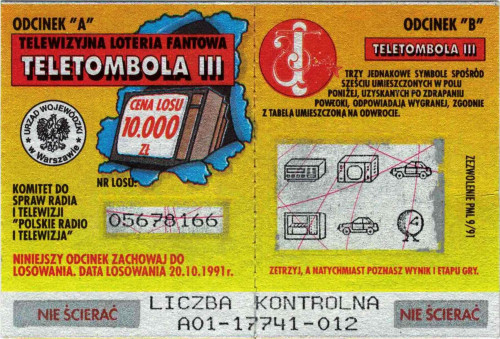 ODCINEK "A"
TELEWIZYJNA LOTERIA FANTOWA
TELETOMBOLA III
CENA LOSU
10.000
ZŁ
URZĄD WOJEWÓDZKI
w Warszawie
NR LOSU:
05678166
KOMITET DO
SPRAW RADIA
I TELEWIZJI
"POLSKIE RADIO
I TELEWIZJA"
NINIEJSZY ODCINEK ZACHOWAJ DO
LOSOWANIA. DATA LOSOWANIA 20.10.1991r.
ODCINEK "B"
TELETOMBOLA III
TRZY JEDNAKOWE SYMBOLE SPOŚRÓD
SZEŚCIU UMIESZCZONYCH W POLU
PONIŻEJ, UZYSKANYCH PO ZDRAPANIU
POWŁOKI, ODPOWIADAJĄ WYGRANEJ, ZGODNIE
Z TABELĄ UMIESZCZONĄ NA ODWROCIE.
ZEZWOLENIE PMŁ 9/91
ZETRZYJ, A NATYCHMIAST POZNASZ WYNIK I ETAPU GRY.
NIE ŚCIERAĆ
LICZBA KONTROLNA
A01-17741-012
NIE ŚCIERAĆ